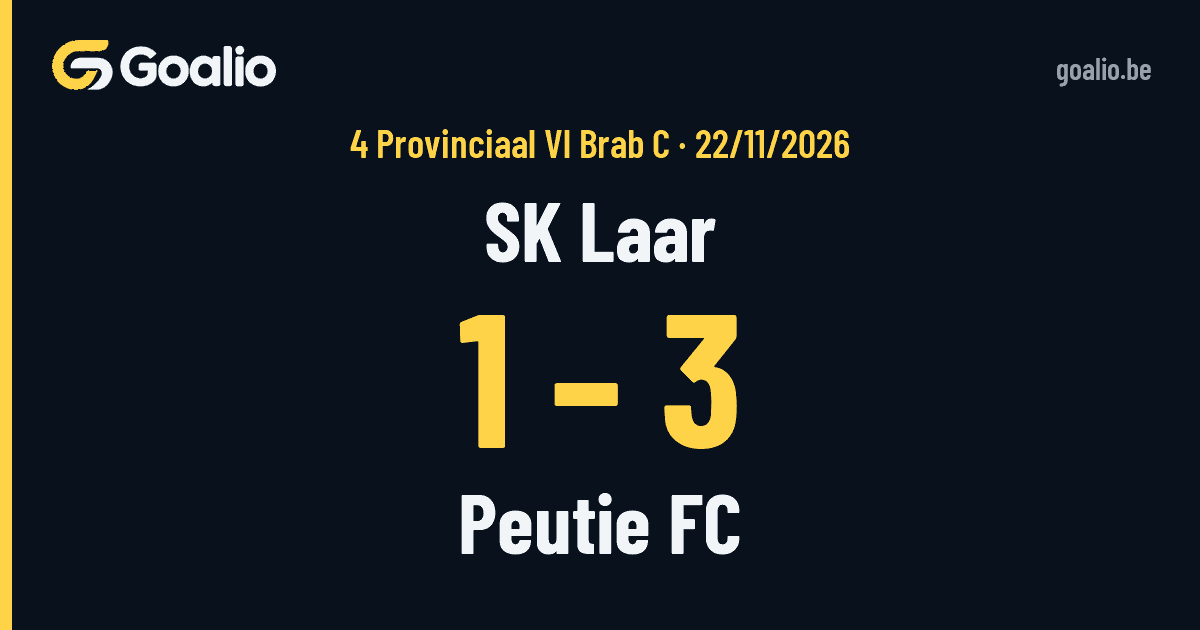 Goalio
goalio.be
4 Provinciaal Vl Brab C · 22/11/2026
SK Laar
1 – 3
Peutie FC